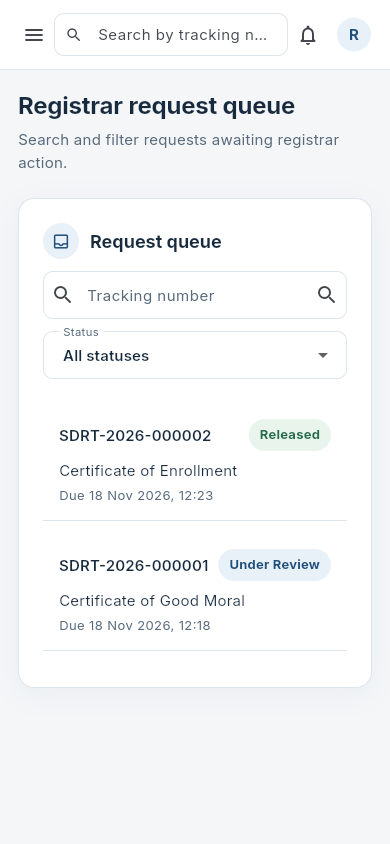 Search by tracking n...
R
Registrar request queue
Search and filter requests awaiting registrar
action.
Request queue
Tracking number
Status
All statuses
SDRT-2026-000002
Released
Certificate of Enrollment
Due 18 Nov 2026, 12:23
SDRT-2026-000001
Under Review
Certificate of Good Moral
Due 18 Nov 2026, 12:18